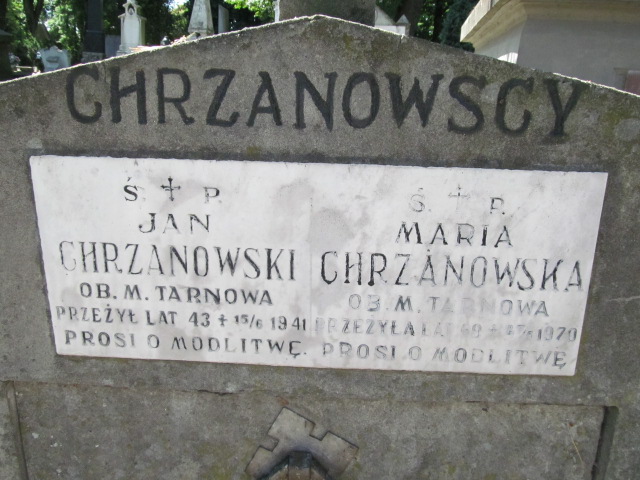 CHRZANOWSCY
Ś. † P.
JAN
CHRZANOWSKI
OB. M. TARNOWA
PRZEŻYŁ LAT 43 + 15/6 1941
PROSI O MODLITWĘ.
Ś. † P.
MARIA
CHRZANOWSKA
OB. M. TARNOWA
PRZEŻYŁA LAT 1970
PROSI O MODLITWĘ.